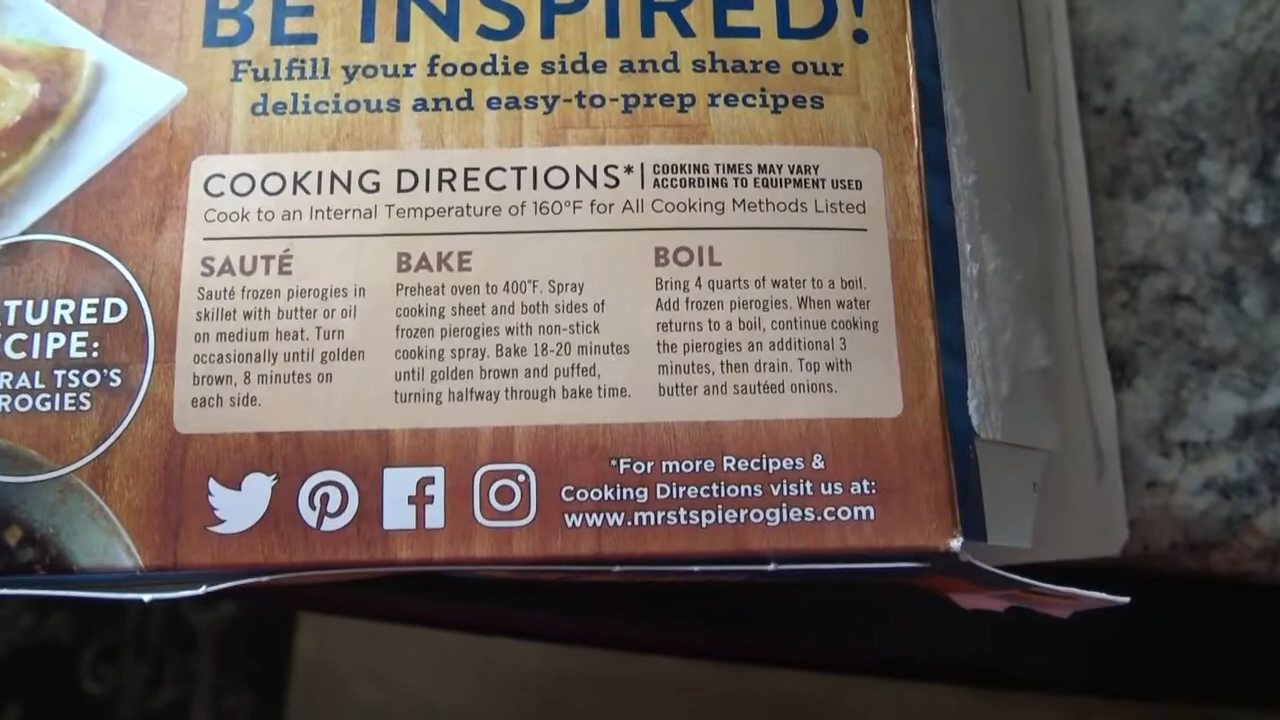 BE INSPIRED!
Fulfill your foodie side and share our
delicious and easy-to-prep recipes
COOKING DIRECTIONS* | COOKING TIMES MAY VARY
ACCORDING TO EQUIPMENT USED
Cook to an Internal Temperature of 160°F for All Cooking Methods Listed
SAUTÉ
Sauté frozen pierogies in
skillet with butter or oil
on medium heat. Turn
occasionally until golden
brown, 8 minutes on
each side.
BAKE
Preheat oven to 400°F. Spray
cooking sheet and both sides of
frozen pierogies with non-stick
cooking spray. Bake 18-20 minutes
until golden brown and puffed,
turning halfway through bake time.
BOIL
Bring 4 quarts of water to a boil.
Add frozen pierogies. When water
returns to a boil, continue cooking
the pierogies an additional 3
minutes, then drain. Top with
butter and sautéed onions.
ATURED
ECIPE:
RAL TSO'S
ROGIES
*For more Recipes &
Cooking Directions visit us at:
www.mrstspierogies.com